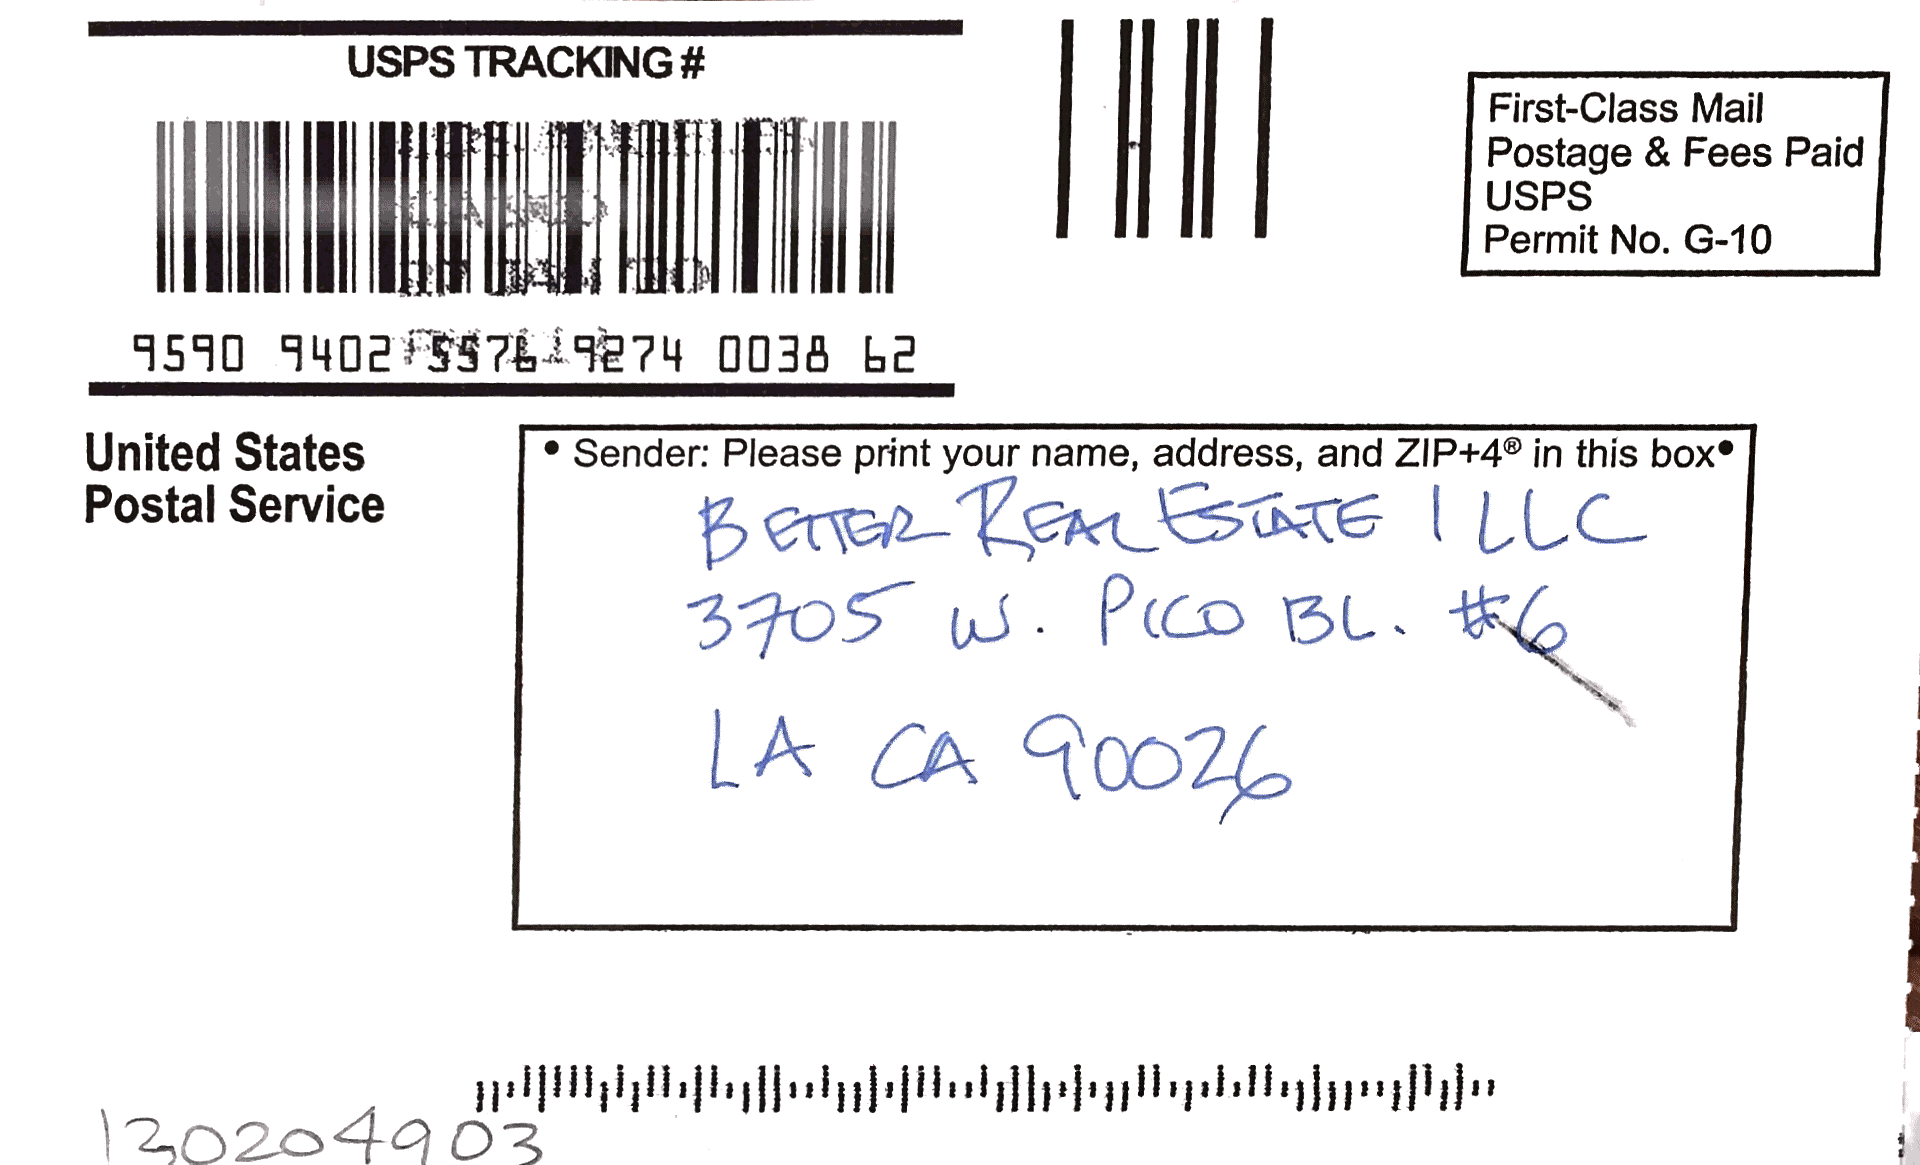 USPS TRACKING #
9590 9402 5576 9274 0038 62
First-Class Mail
Postage & Fees Paid
USPS
Permit No. G-10
United States
Postal Service
• Sender: Please print your name, address, and ZIP+4® in this box•
BETTER REAL ESTATE 1 LLC
3705 W. PICO BL. #6
LA CA 90026
130204903